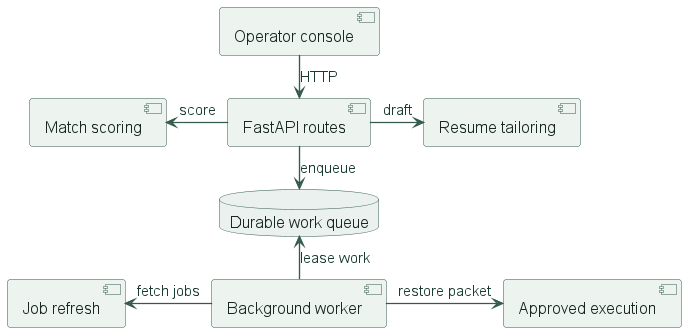 Operator console
HTTP
Match scoring
score
FastAPI routes
draft
Resume tailoring
enqueue
Durable work queue
lease work
Job refresh
fetch jobs
Background worker
restore packet
Approved execution